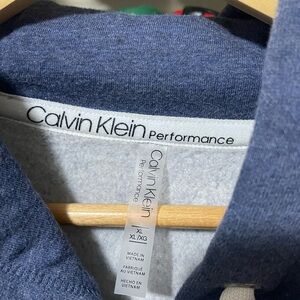 Calvin Klein Performance
Calvin Klein
Performance
XL
XL/XG
MADE IN
VIETNAM
FABRIQUÉ
AU VIETNAM
HECHO EN
VIETNAM